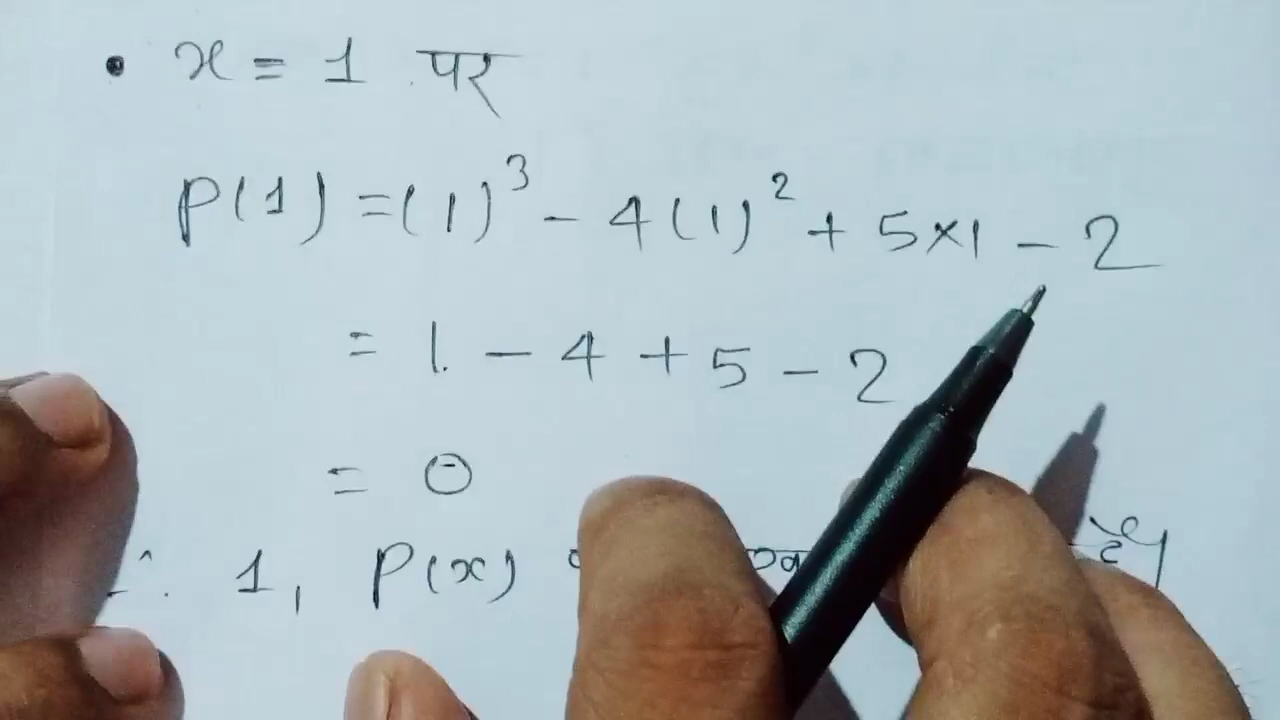 • x = 1 पर
P(1) = (1)³ - 4(1)² + 5×1 - 2
= 1 - 4 + 5 - 2
= 0
∴ 1, P(x) है।